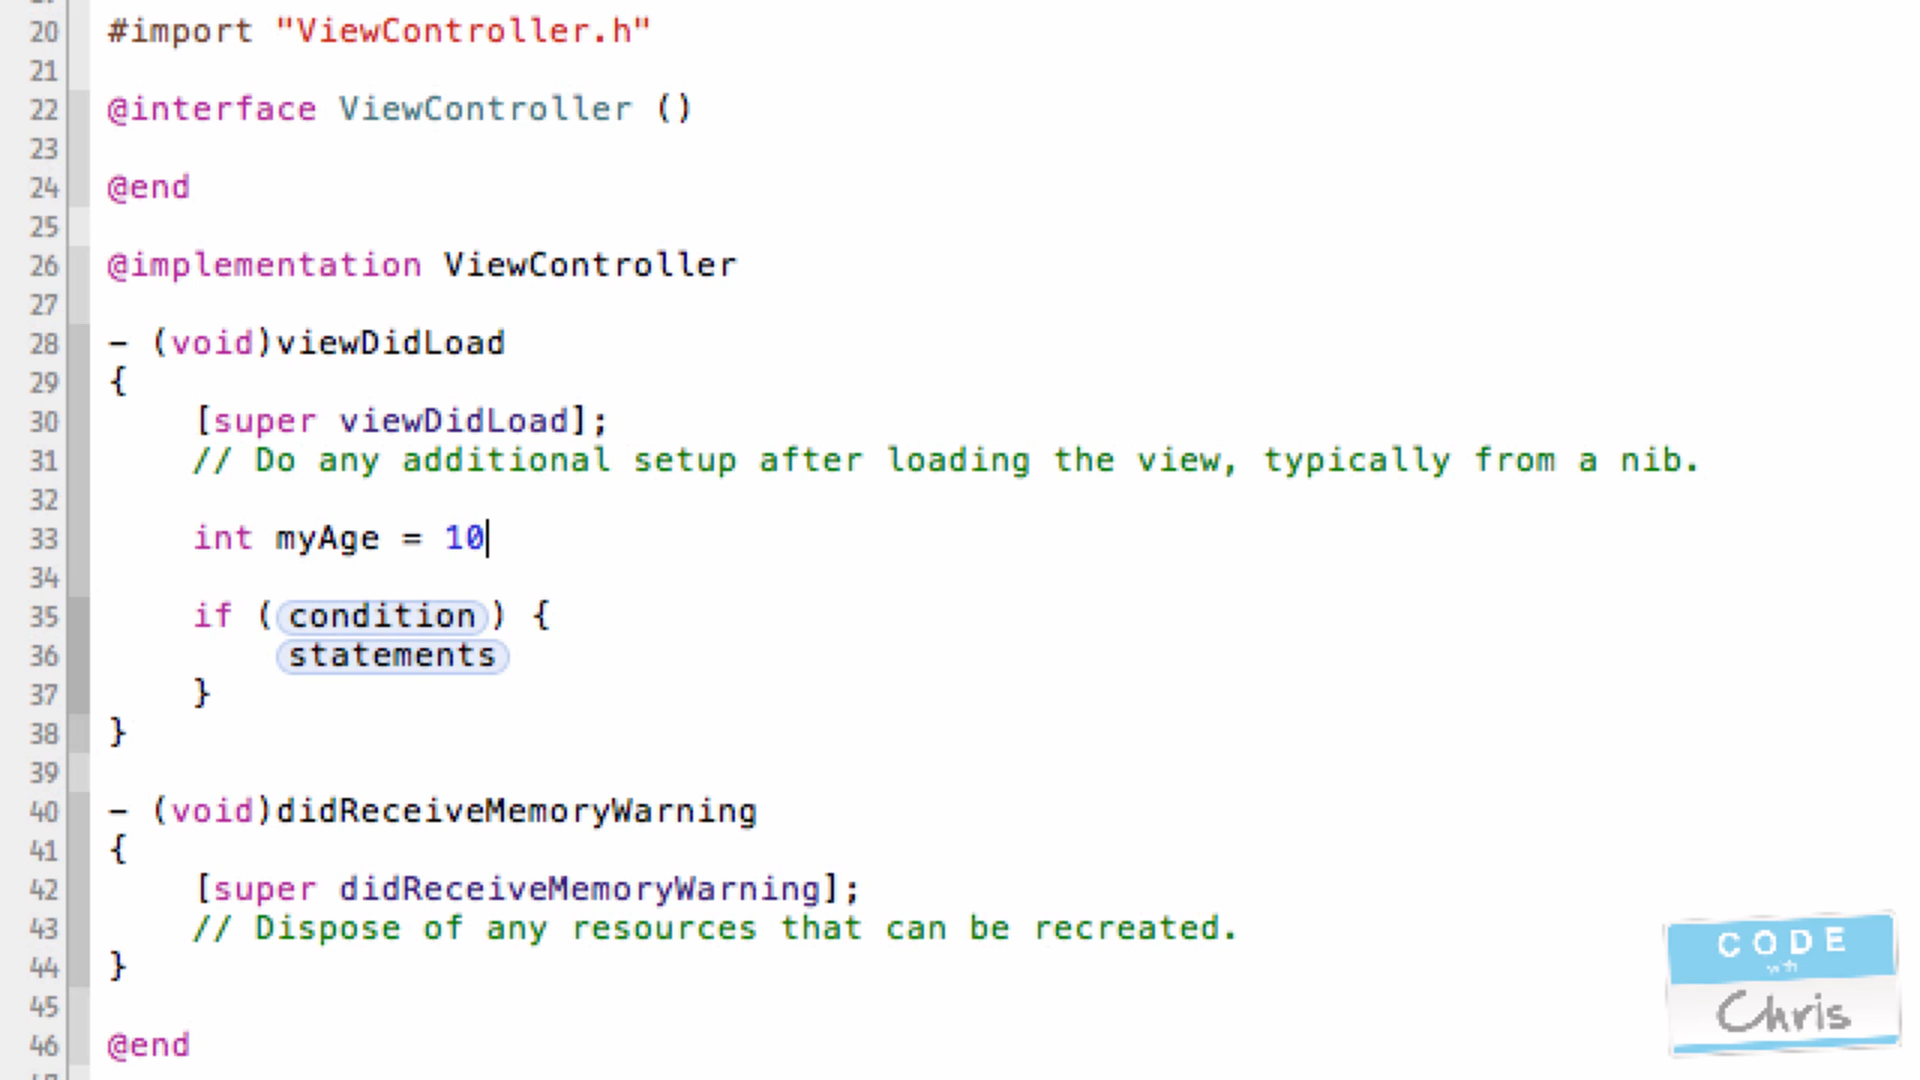 20 #import "ViewController.h"
21
22 @interface ViewController ()
23
24 @end
25
26 @implementation ViewController
27
28 - (void)viewDidLoad
29 {
30     [super viewDidLoad];
31     // Do any additional setup after loading the view, typically from a nib.
32
33     int myAge = 10
34
35     if (condition) {
36         statements
37     }
38 }
39
40 - (void)didReceiveMemoryWarning
41 {
42     [super didReceiveMemoryWarning];
43     // Dispose of any resources that can be recreated.
44 }
45
46 @end
CODE
with
Chris